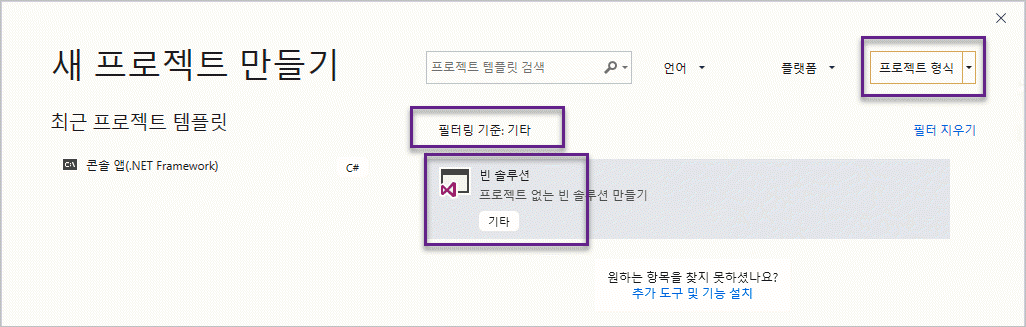 새 프로젝트 만들기
프로젝트 템플릿 검색
언어
플랫폼
프로젝트 형식
최근 프로젝트 템플릿
필터링 기준: 기타
필터 지우기
C:\
콘솔 앱(.NET Framework)
C#
빈 솔루션
프로젝트 없는 빈 솔루션 만들기
기타
원하는 항목을 찾지 못하셨나요?
추가 도구 및 기능 설치